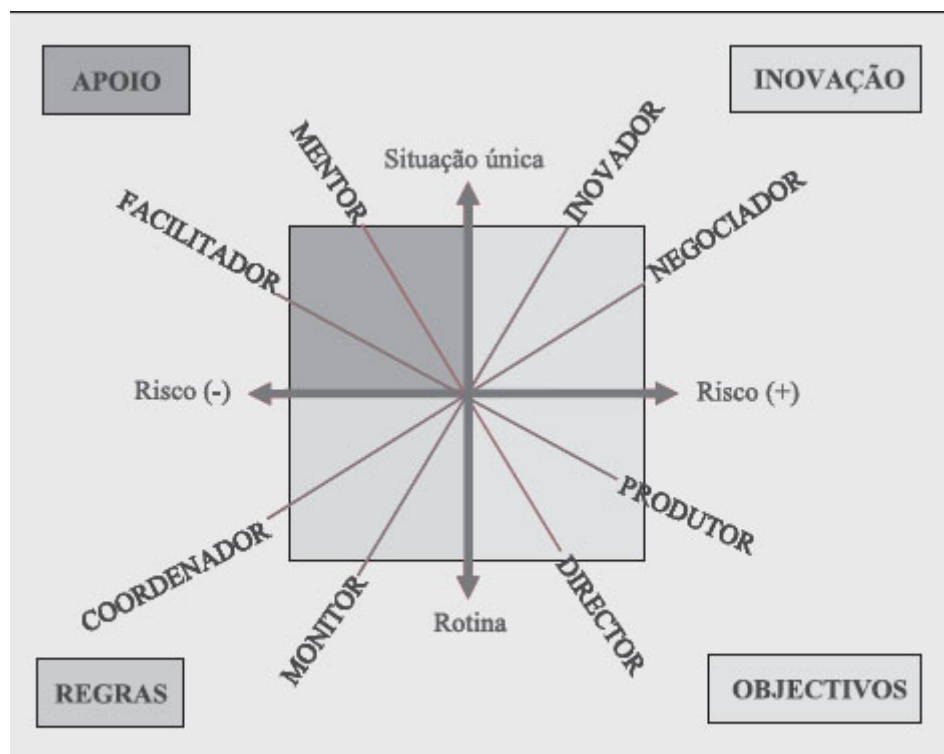 APOIO
INOVAÇÃO
MENTOR
INOVADOR
Situação única
FACILITADOR
NEGOCIADOR
Risco (-)
Risco (+)
PRODUTOR
COORDENADOR
MONITOR
DIRECTOR
Rotina
REGRAS
OBJECTIVOS